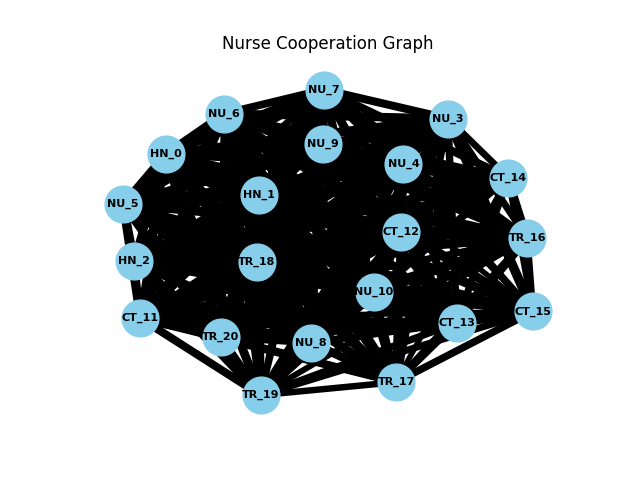 Nurse Cooperation Graph
NU_7
NU_6
NU_3
NU_9
HN_0
NU_4
CT_14
HN_1
NU_5
CT_12
TR_16
HN_2
TR_18
NU_10
CT_15
CT_11
CT_13
TR_20
NU_8
TR_17
TR_19